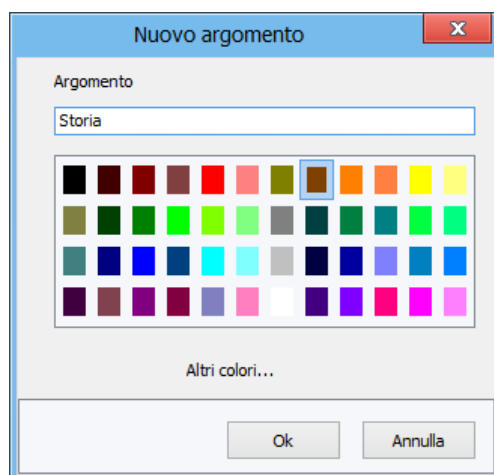 Nuovo argomento
x
Argomento
Storia
Altri colori...
Ok
Annulla